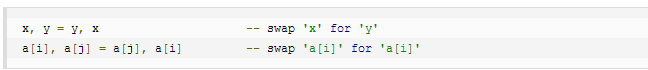 x, y = y, x                -- swap 'x' for 'y'
a[i], a[j] = a[j], a[i]    -- swap 'a[i]' for 'a[i]'